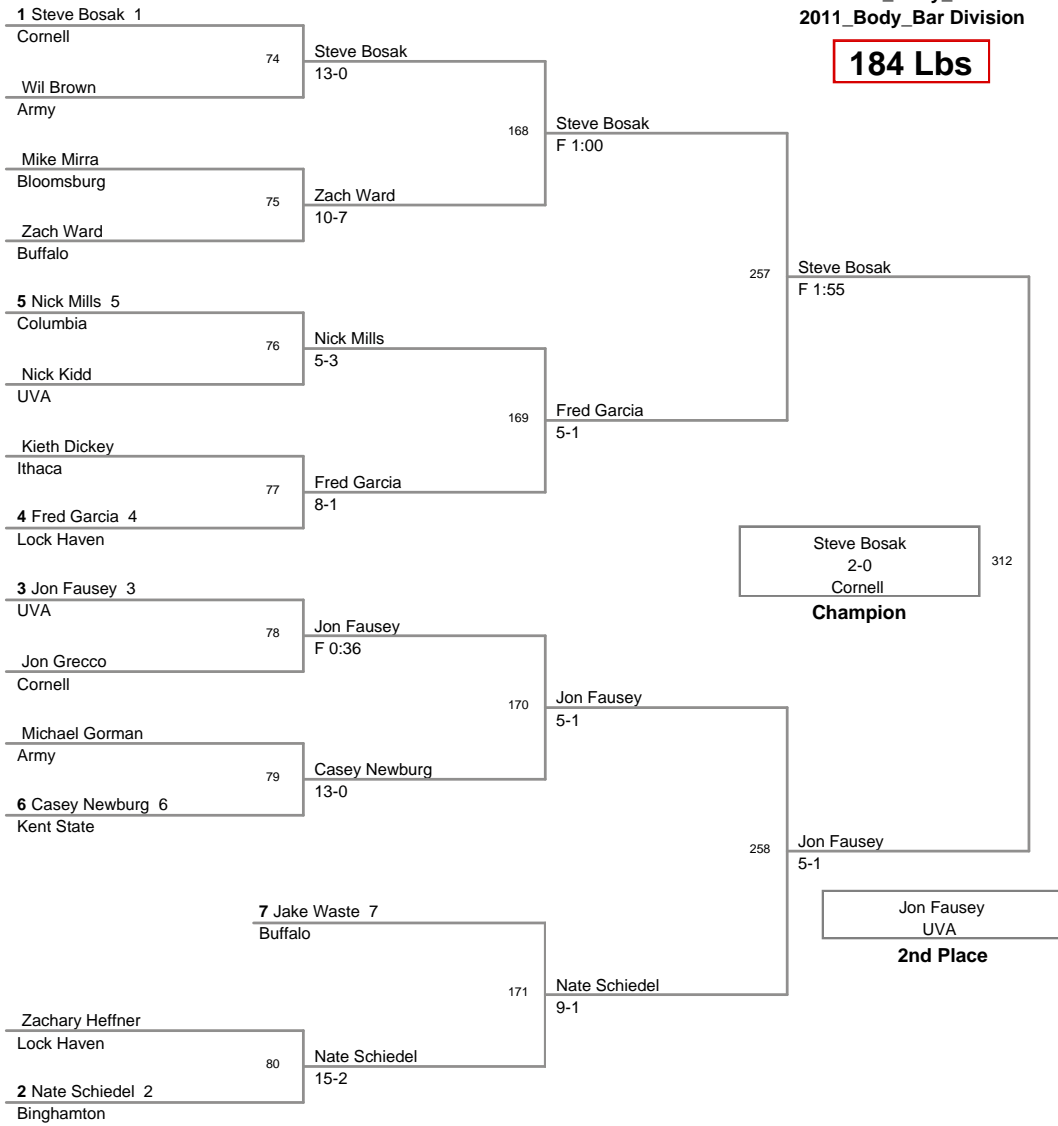 2011_Body_Bar Division
184 Lbs
1 Steve Bosak 1
Cornell
74
Steve Bosak
13-0
Wil Brown
Army
168
Steve Bosak
F 1:00
Mike Mirra
Bloomsburg
75
Zach Ward
10-7
Zach Ward
Buffalo
257
Steve Bosak
F 1:55
5 Nick Mills 5
Columbia
76
Nick Mills
5-3
Nick Kidd
UVA
169
Fred Garcia
5-1
Kieth Dickey
Ithaca
77
Fred Garcia
8-1
4 Fred Garcia 4
Lock Haven
Steve Bosak
2-0
Cornell
Champion
312
3 Jon Fausey 3
UVA
78
Jon Fausey
F 0:36
Jon Grecco
Cornell
170
Jon Fausey
5-1
Michael Gorman
Army
79
Casey Newburg
13-0
6 Casey Newburg 6
Kent State
258
Jon Fausey
5-1
Jon Fausey
UVA
2nd Place
7 Jake Waste 7
Buffalo
171
Nate Schiedel
9-1
Zachary Heffner
Lock Haven
80
Nate Schiedel
15-2
2 Nate Schiedel 2
Binghamton